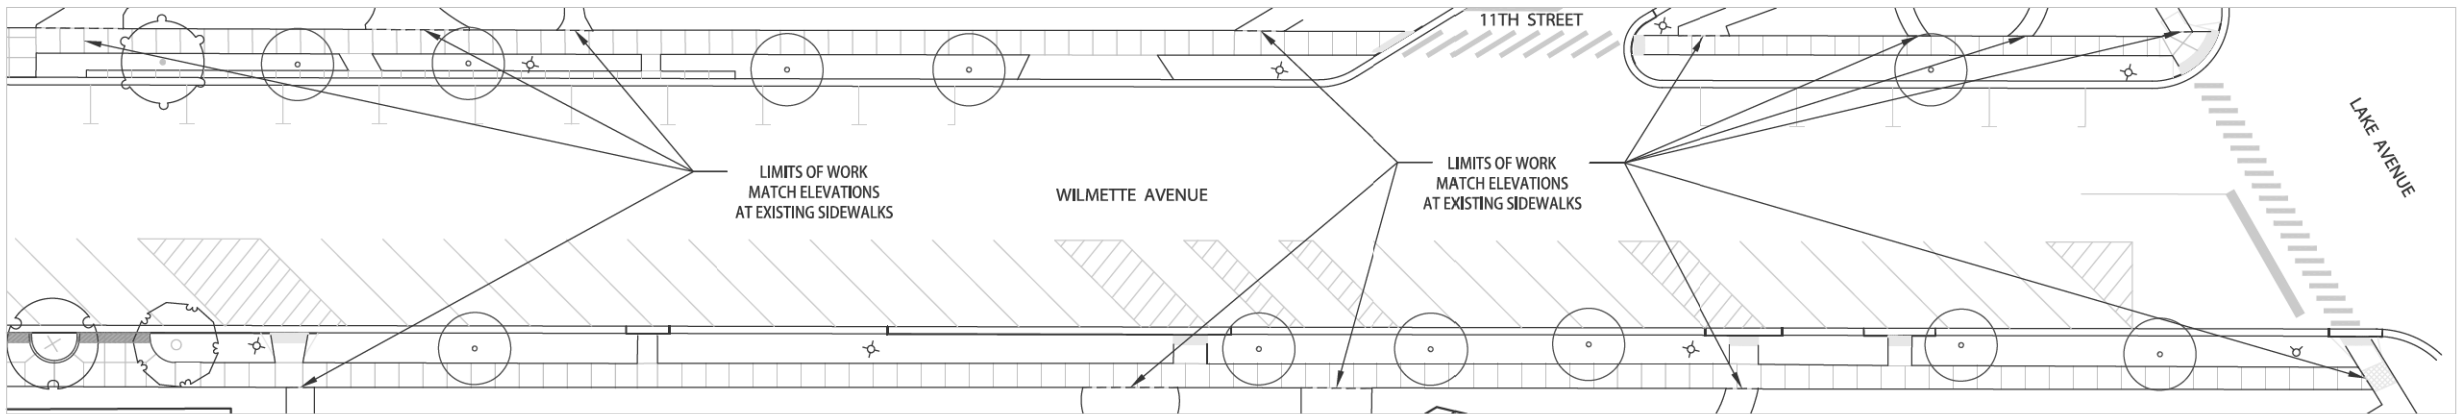 11TH STREET
LAKE AVENUE
LIMITS OF WORK
MATCH ELEVATIONS
AT EXISTING SIDEWALKS
WILMETTE AVENUE
LIMITS OF WORK
MATCH ELEVATIONS
AT EXISTING SIDEWALKS